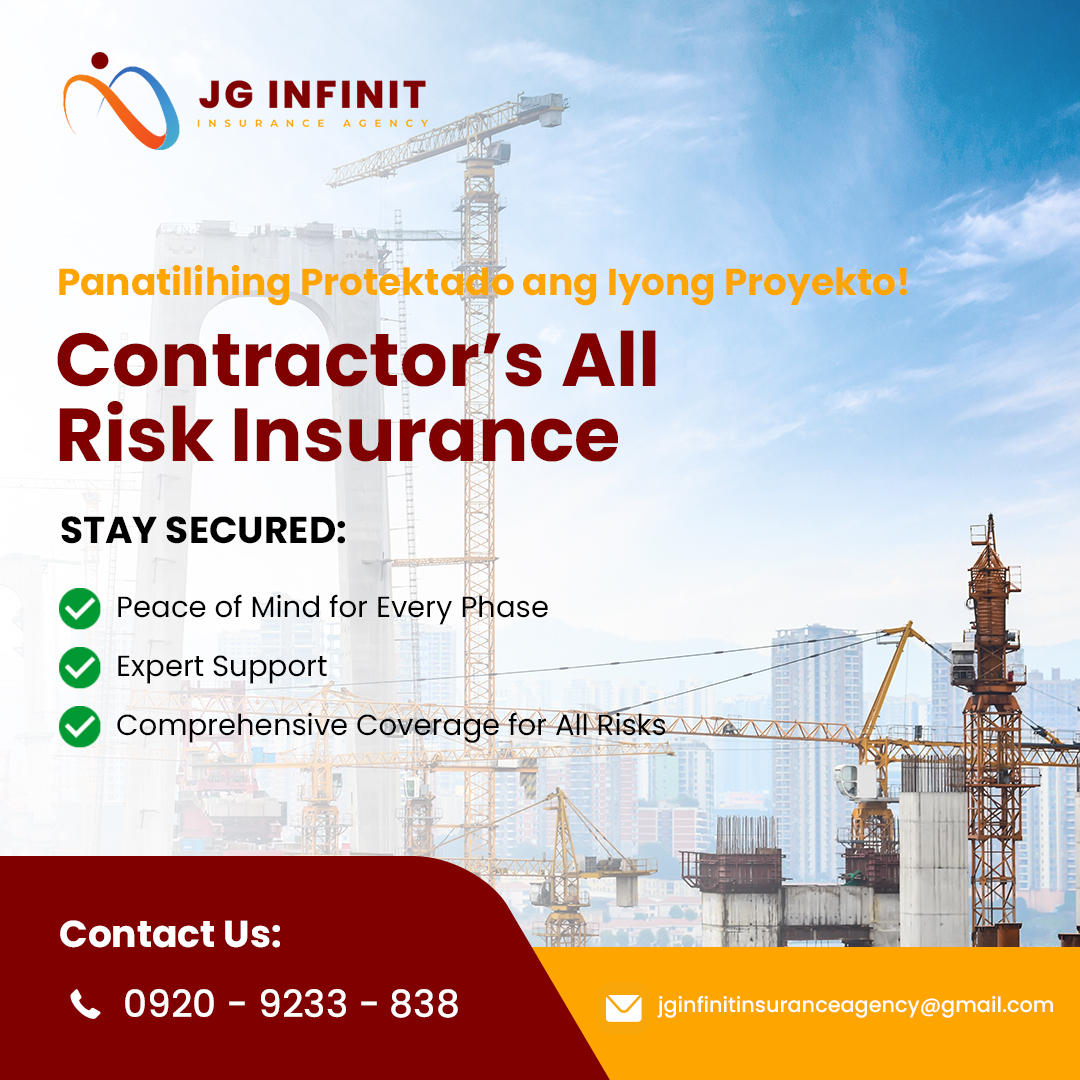 JG INFINIT
INSURANCE AGENCY
Panatilihing Protektado ang Iyong Proyekto!
Contractor’s All
Risk Insurance
STAY SECURED:
Peace of Mind for Every Phase
Expert Support
Comprehensive Coverage for All Risks
Contact Us:
0920 - 9233 - 838
jginfinitinsuranceagency@gmail.com